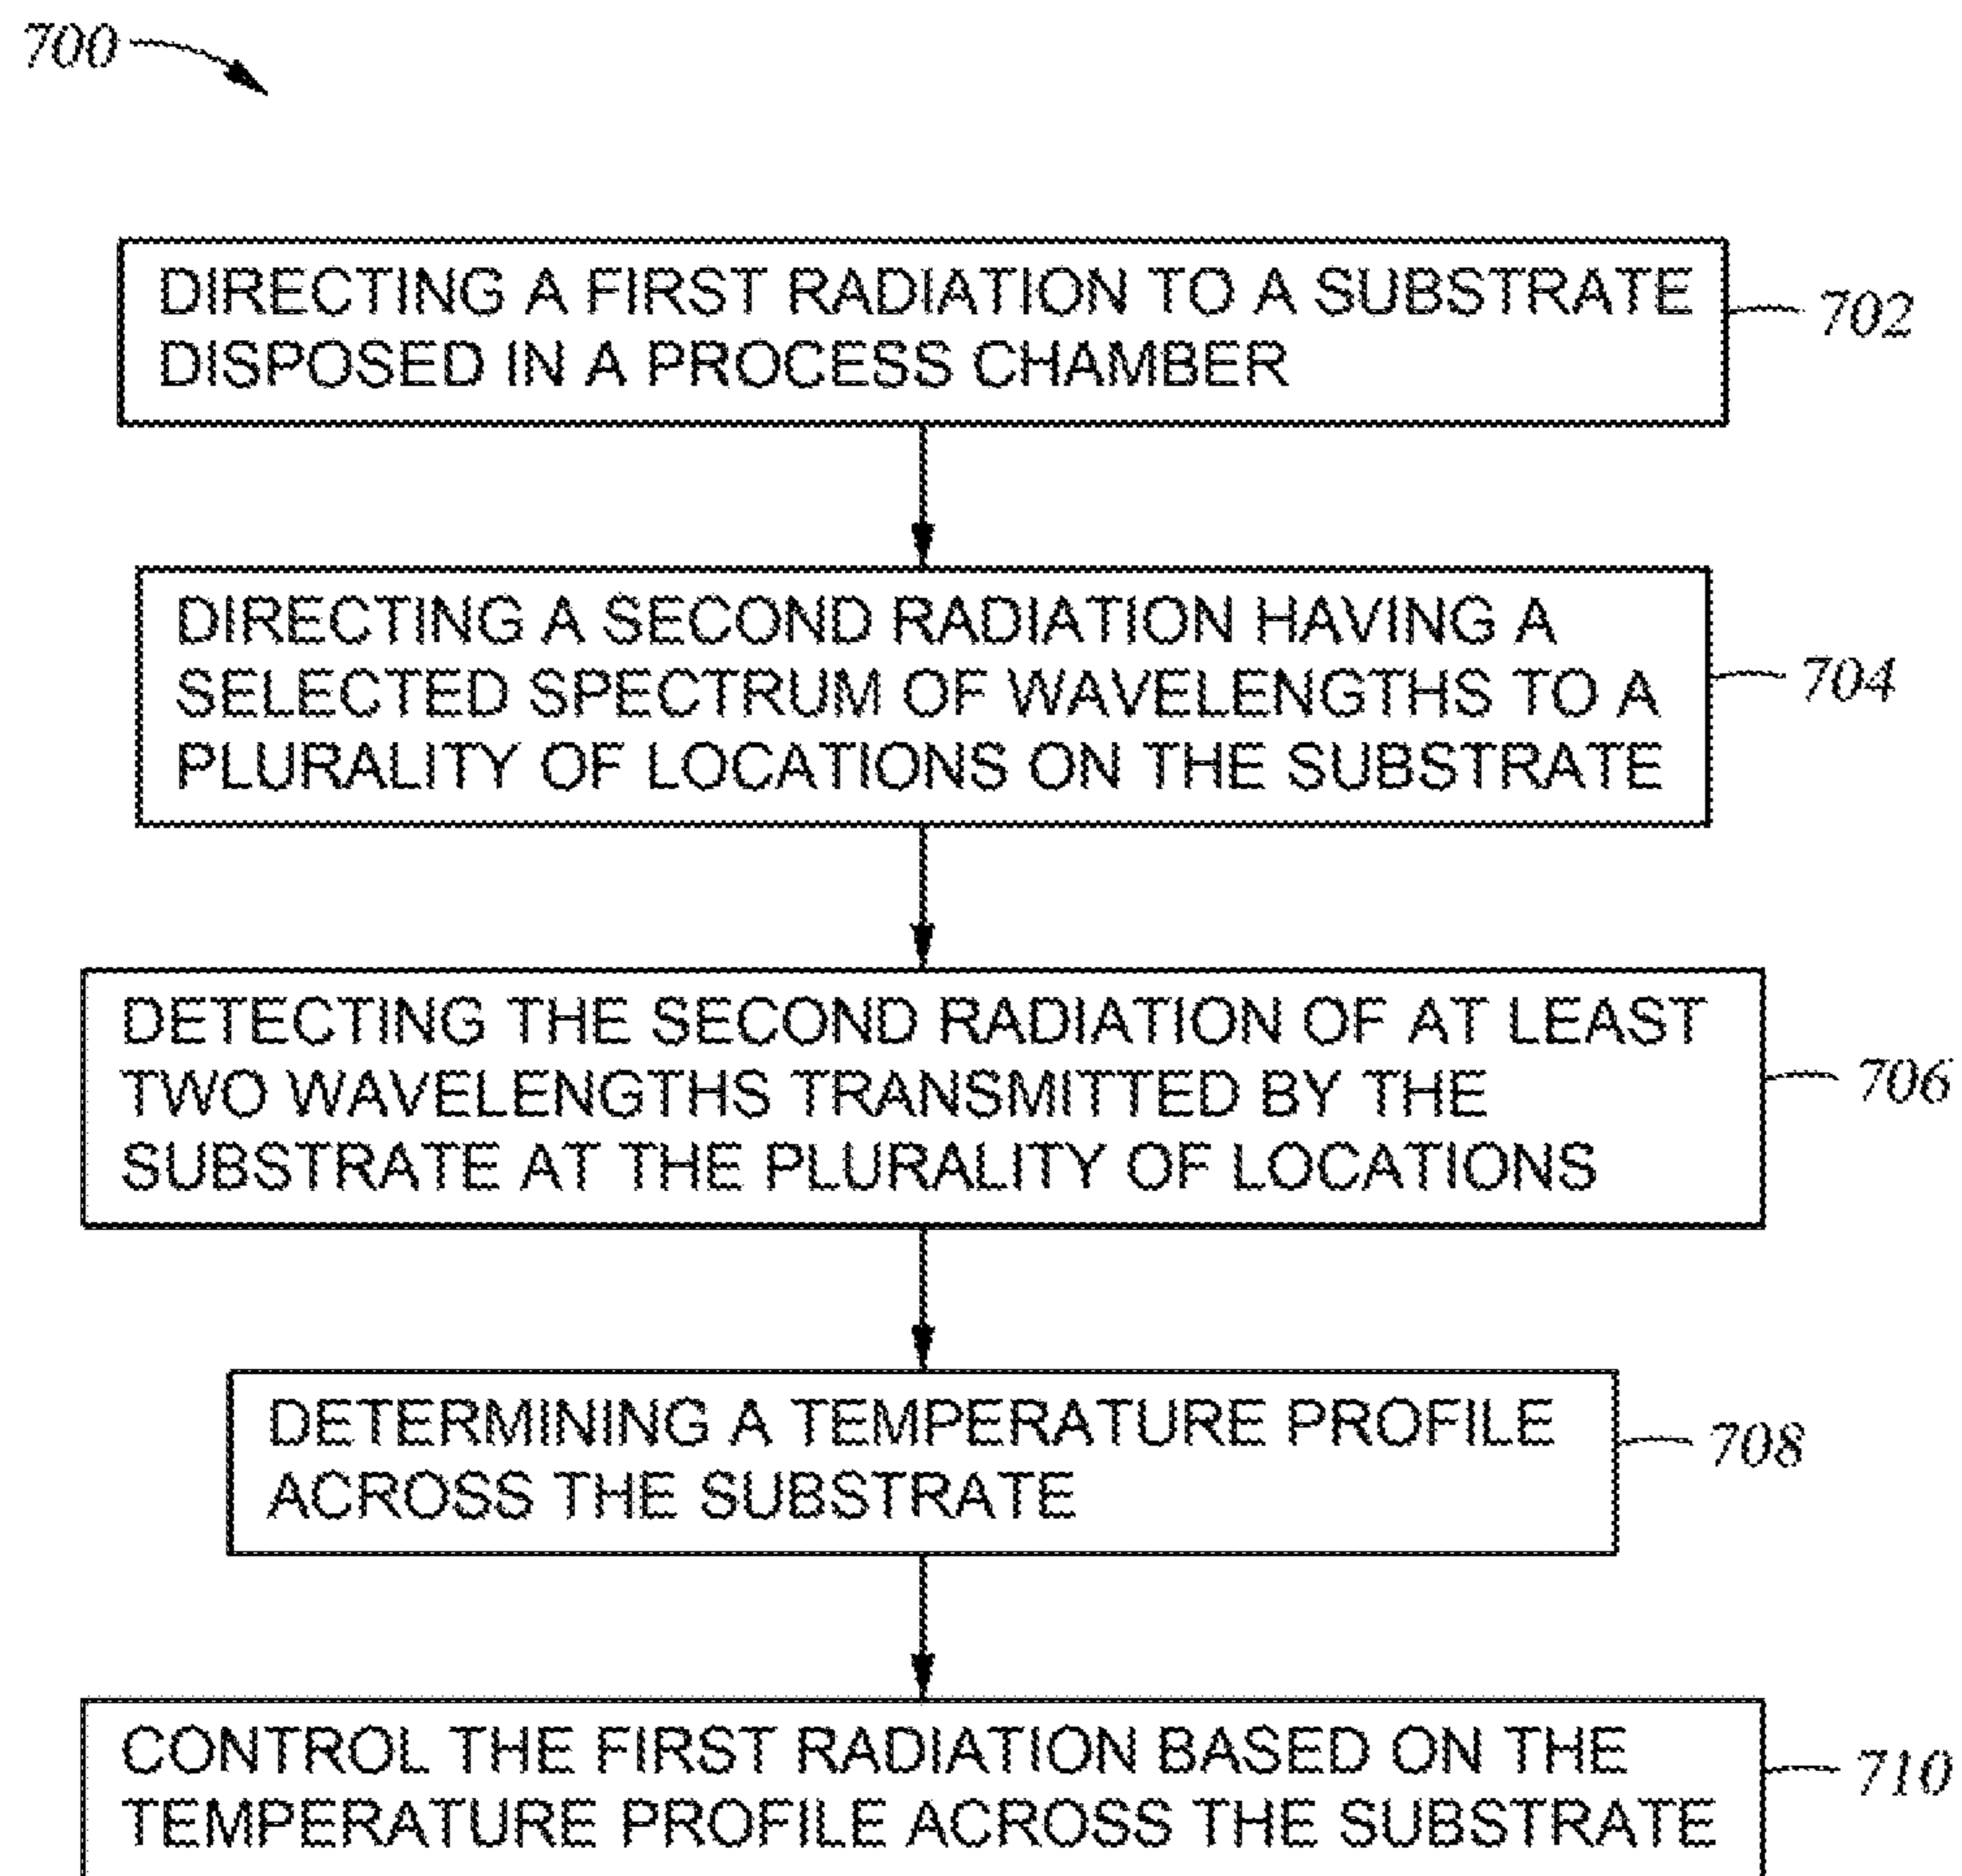 700
DIRECTING A FIRST RADIATION TO A SUBSTRATE
DISPOSED IN A PROCESS CHAMBER
702
DIRECTING A SECOND RADIATION HAVING A
SELECTED SPECTRUM OF WAVELENGTHS TO A
PLURALITY OF LOCATIONS ON THE SUBSTRATE
704
DETECTING THE SECOND RADIATION OF AT LEAST
TWO WAVELENGTHS TRANSMITTED BY THE
SUBSTRATE AT THE PLURALITY OF LOCATIONS
706
DETERMINING A TEMPERATURE PROFILE
ACROSS THE SUBSTRATE
708
CONTROL THE FIRST RADIATION BASED ON THE
TEMPERATURE PROFILE ACROSS THE SUBSTRATE
710